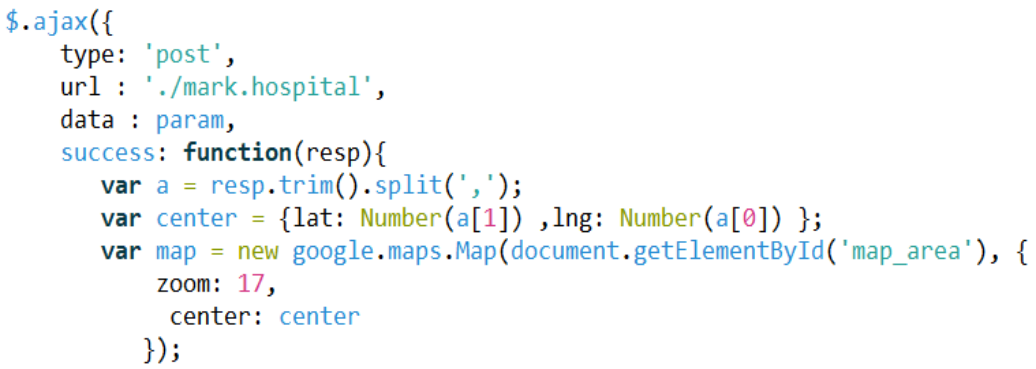 $.ajax({
type: 'post',
url : './mark.hospital',
data : param,
success: function(resp){
var a = resp.trim().split(',');
var center = {lat: Number(a[1]) ,lng: Number(a[0]) };
var map = new google.maps.Map(document.getElementById('map_area'), {
zoom: 17,
center: center
});